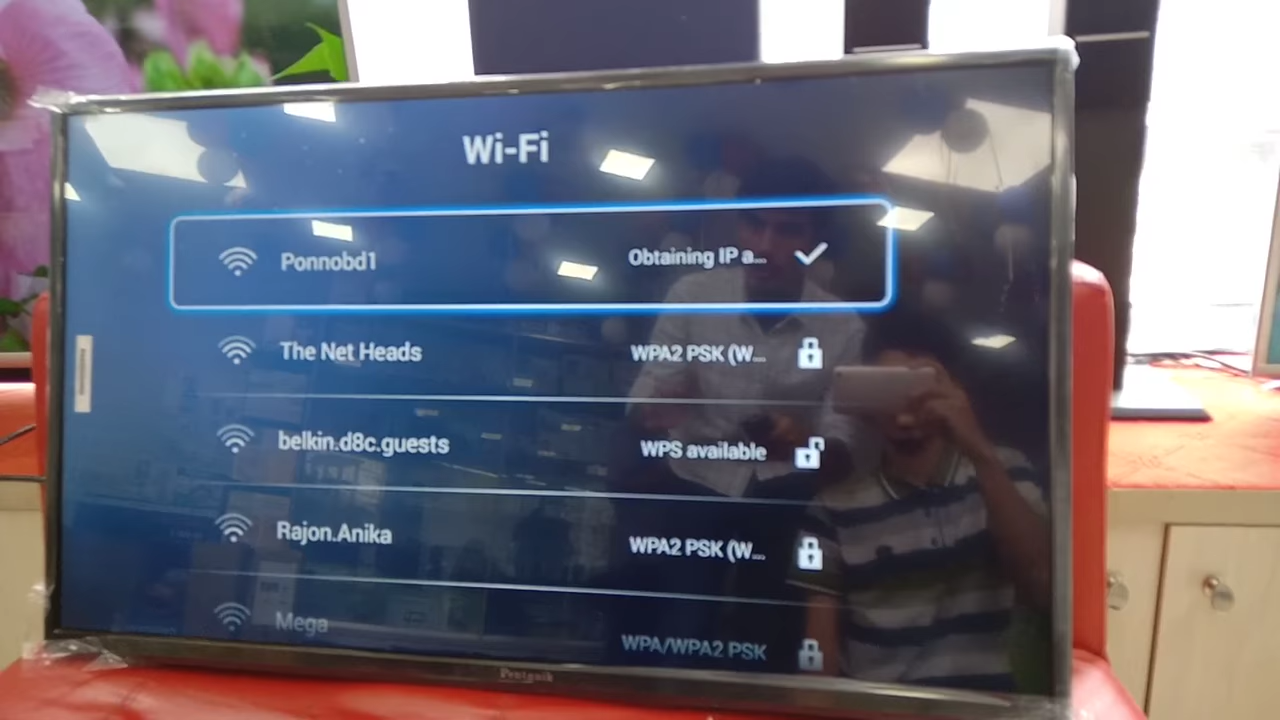 Wi-Fi
Ponnobd1 Obtaining IP a...
The Net Heads WPA2 PSK (W...
belkin.d8c.guests WPS available
Rajon.Anika WPA2 PSK (W...
Mega WPA/WPA2 PSK
Pentanik